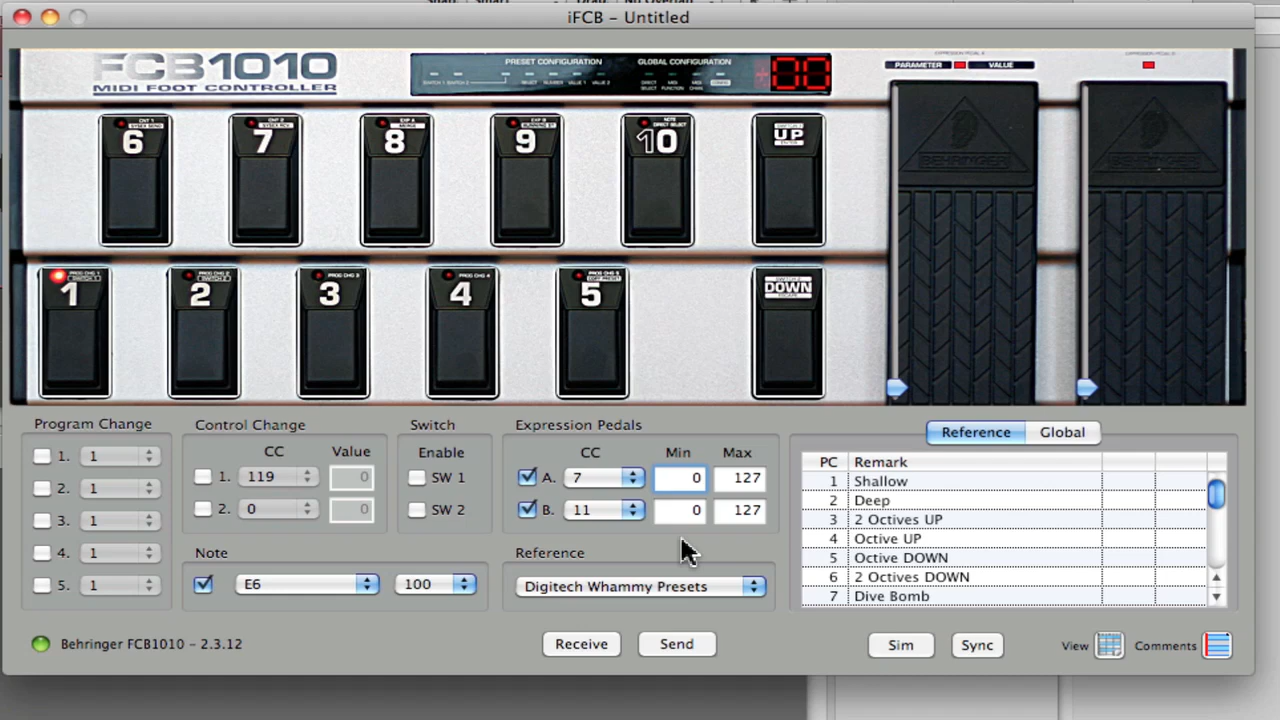 iFCB – Untitled
FCB1010
MIDI FOOT CONTROLLER
PRESET CONFIGURATION
GLOBAL CONFIGURATION
00
PARAMETER
VALUE
6
7
8
9
10
UP
BEHRINGER
BEHRINGER
1
2
3
4
5
DOWN
Program Change
Control Change
Switch
Expression Pedals
Reference
Global
CC
Value
Enable
CC
Min
Max
1. 1
2. 1
3. 1
4. 1
5. 1
1. 119 0
2. 0 0
SW 1
SW 2
A. 7 0 127
B. 11 0 127
Note
E6
100
Reference
Digitech Whammy Presets
PC Remark
1 Shallow
2 Deep
3 2 Octives UP
4 Octive UP
5 Octive DOWN
6 2 Octives DOWN
7 Dive Bomb
Behringer FCB1010 – 2.3.12
Receive
Send
Sim
Sync
View
Comments